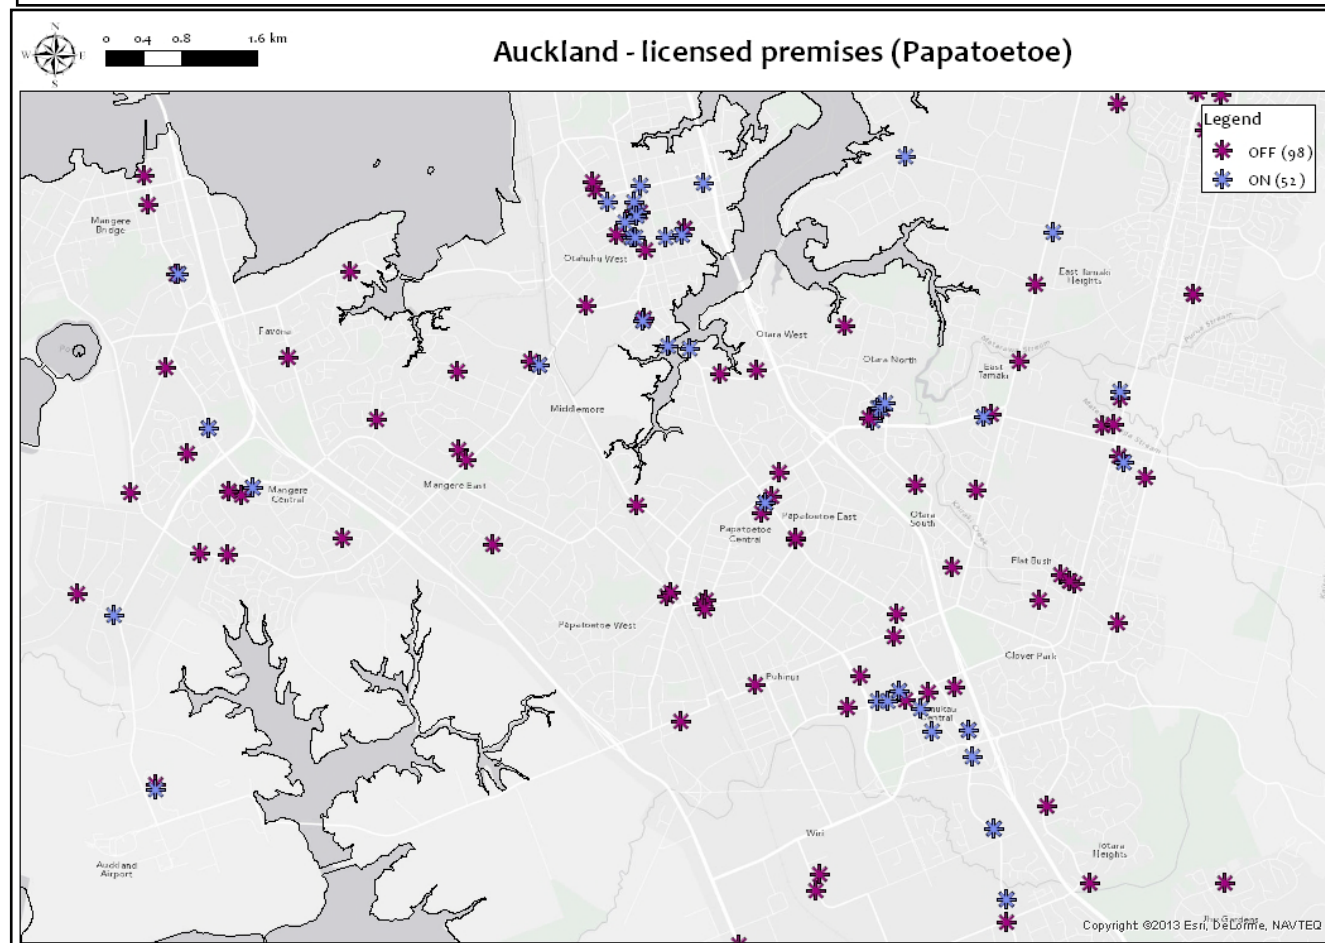 N
W E
S
0 0.4 0.8 1.6 km
Auckland - licensed premises (Papatoetoe)
Legend
OFF (98)
ON (52)
Mangere
Bridge
Otahuhu West
East Tamaki
Heights
Favona
Otara West
Otara North
East
Tamaki
Middlemore
Mangere
Central
Mangere East
Otara
South
Papatoetoe East
Papatoetoe
Central
Flat Bush
Papatoetoe West
Clover Park
Puhinui
Central
Wiri
Totara
Heights
Auckland
Airport
Gardens
Copyright ©2013 Esri, DeLorme, NAVTEQ